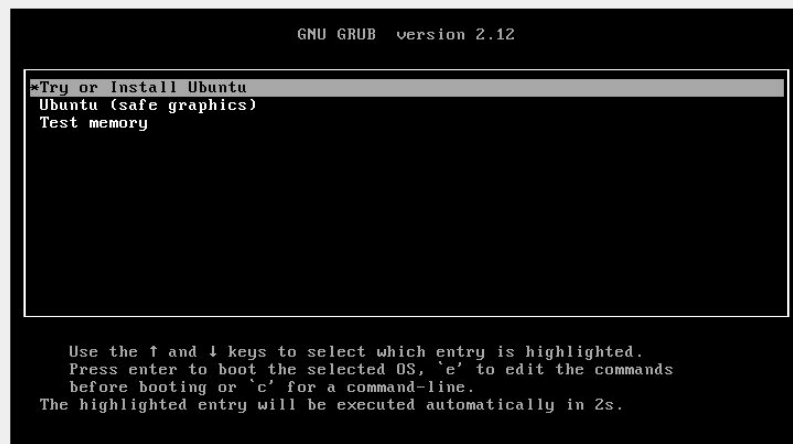 GNU GRUB version 2.12
*Try or Install Ubuntu
Ubuntu (safe graphics)
Test memory
Use the ↑ and ↓ keys to select which entry is highlighted.
Press enter to boot the selected OS, `e' to edit the commands
before booting or `c' for a command-line.
The highlighted entry will be executed automatically in 2s.